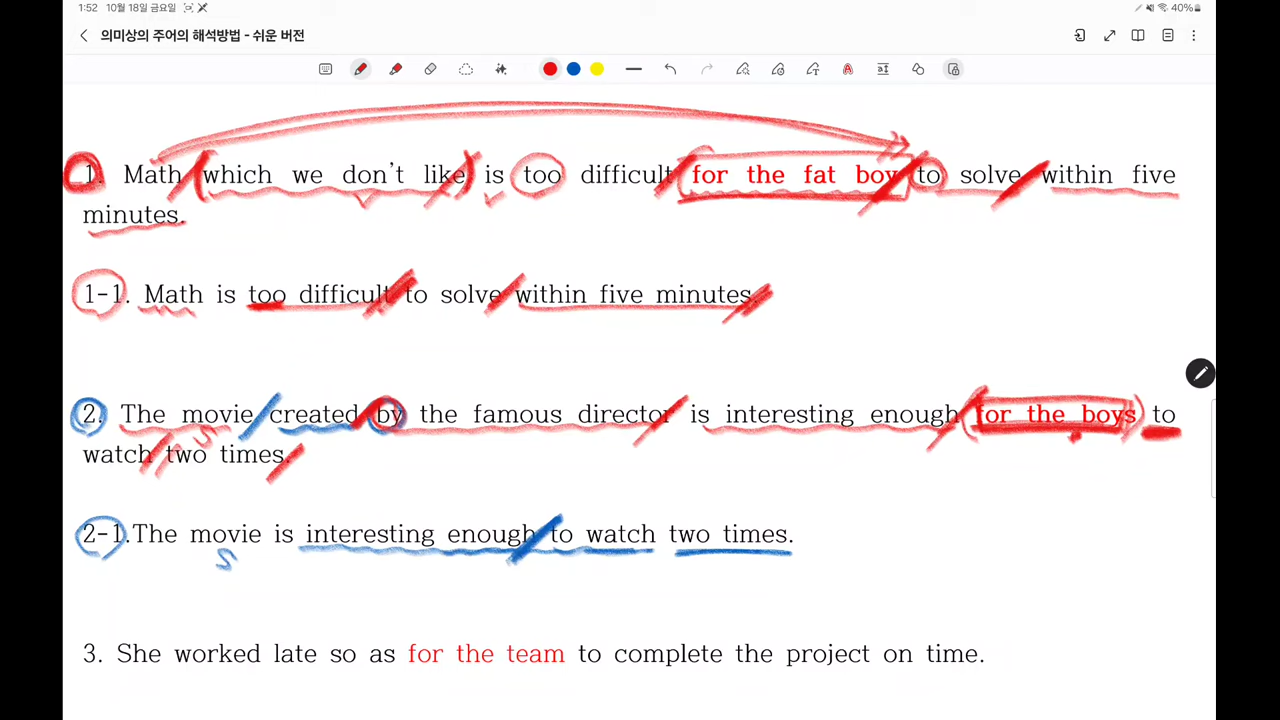 1:52 10월 18일 금요일 40%
의미상의 주어의 해석방법 - 쉬운 버전
1. Math which we don't like is too difficult for the fat boy to solve within five
minutes.
1-1. Math is too difficult to solve within five minutes.
2. The movie created by the famous director is interesting enough for the boys to
watch two times.
2-1.The movie is interesting enough to watch two times.
S
3. She worked late so as for the team to complete the project on time.